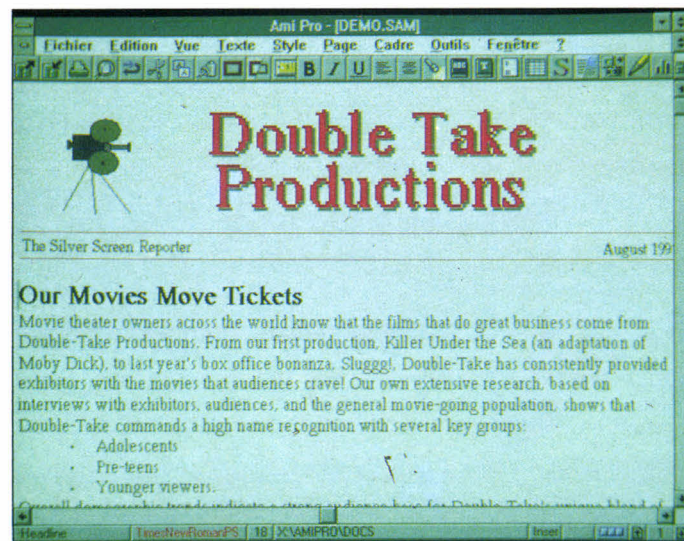 Ami Pro - [DEMO.SAM]
Fichier Edition Vue Texte Style Page Cadre Outils Fenêtre ?
B I U S
Double Take
Productions
The Silver Screen Reporter August 199
Our Movies Move Tickets
Movie theater owners across the world know that the films that do great business come from
Double-Take Productions. From our first production, Killer Under the Sea (an adaptation of
Moby Dick), to last year's box office bonanza, Sluggg!, Double-Take has consistently provided
exhibitors with the movies that audiences crave! Our own extensive research, based on
interviews with exhibitors, audiences, and the general movie-going population, shows that
Double-Take commands a high name recognition with several key groups:
• Adolescents
• Pre-teens
• Younger viewers.
Headline TimesNewRomanPS 18 X:\AMIPRO\DOCS Inser 1